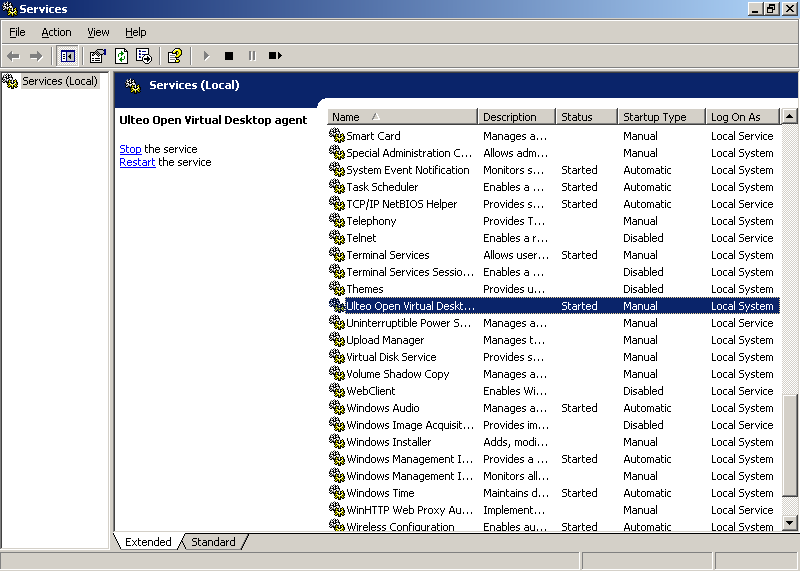 Services
File Action View Help
Services (Local)
Services (Local)
Ulteo Open Virtual Desktop agent
Stop the service
Restart the service
Name Description Status Startup Type Log On As
Smart Card Manages a... Manual Local Service
Special Administration C... Allows adm... Manual Local System
System Event Notification Monitors s... Started Automatic Local System
Task Scheduler Enables a ... Started Automatic Local System
TCP/IP NetBIOS Helper Provides s... Started Automatic Local Service
Telephony Provides T... Manual Local System
Telnet Enables a r... Disabled Local Service
Terminal Services Allows user... Started Manual Local System
Terminal Services Sessio... Enables a ... Disabled Local System
Themes Provides u... Disabled Local System
Ulteo Open Virtual Deskt... Started Manual Local System
Uninterruptible Power S... Manages a... Manual Local Service
Upload Manager Manages t... Manual Local System
Virtual Disk Service Provides s... Manual Local System
Volume Shadow Copy Manages a... Manual Local System
WebClient Enables Wi... Disabled Local Service
Windows Audio Manages a... Started Automatic Local System
Windows Image Acquisit... Provides im... Disabled Local Service
Windows Installer Adds, modi... Manual Local System
Windows Management I... Provides a ... Started Automatic Local System
Windows Management I... Monitors all... Manual Local System
Windows Time Maintains d... Started Automatic Local System
WinHTTP Web Proxy Au... Implement... Manual Local Service
Wireless Configuration Enables au... Started Automatic Local System
Extended Standard